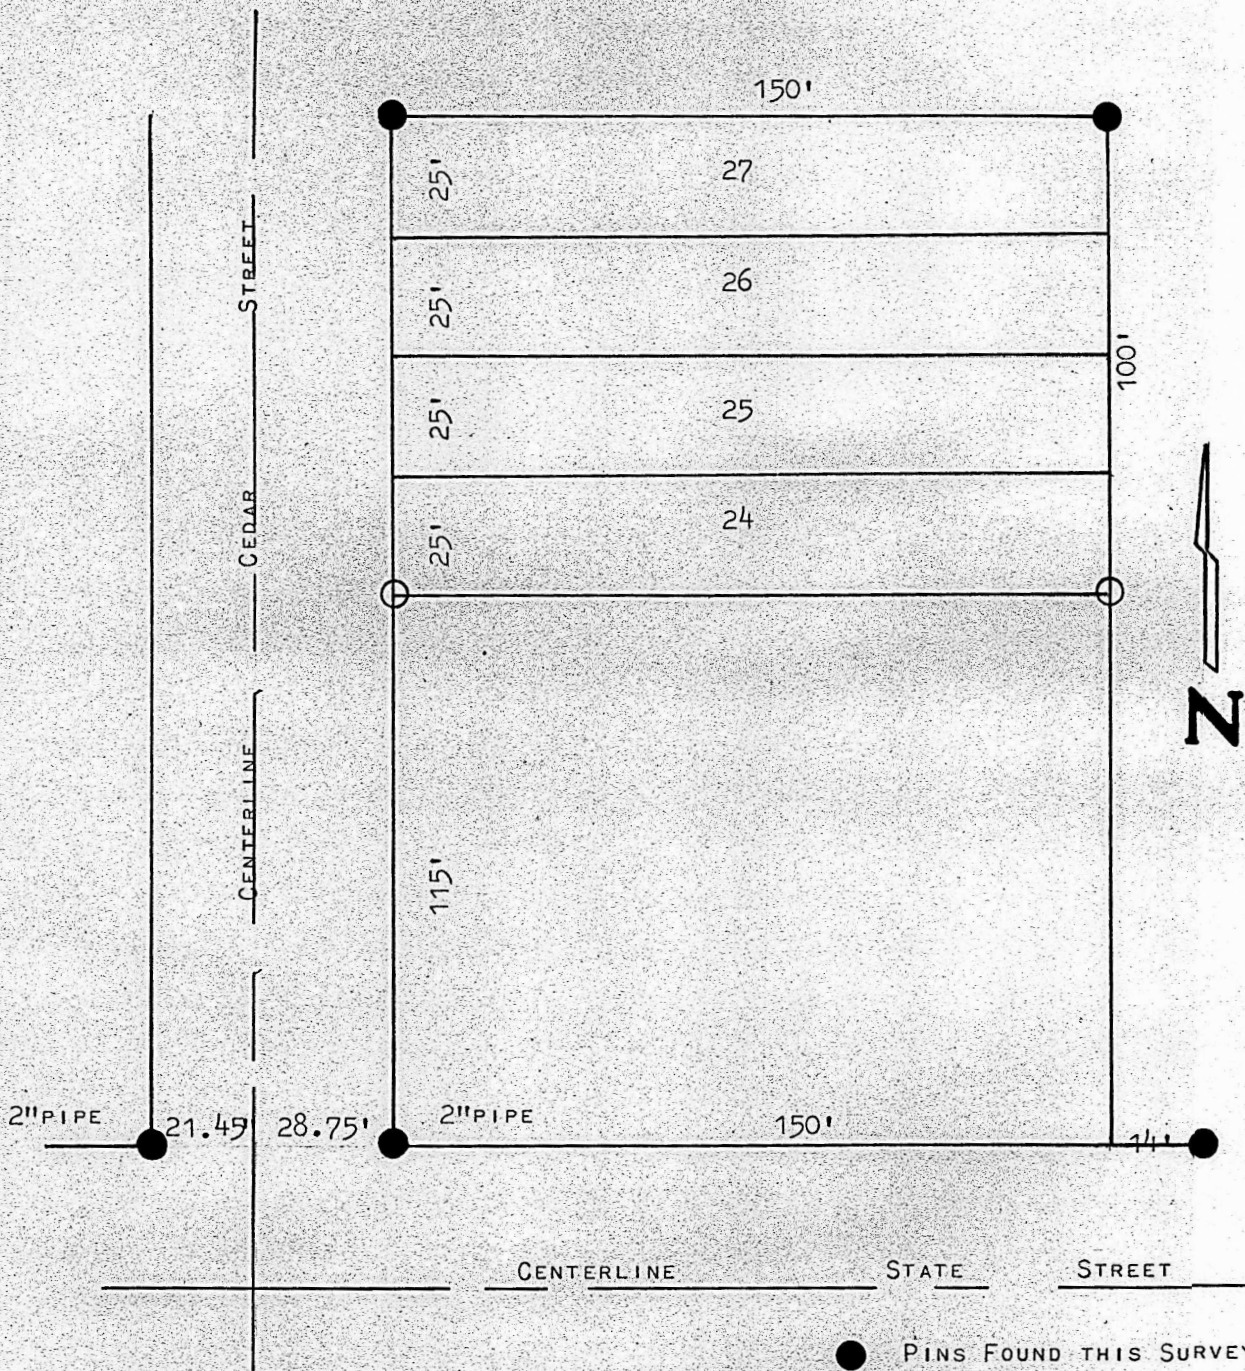 150'
25'
27
STREET
25'
26
100'
25'
25
CEDAR
25'
24
N
CENTERLINE
115'
2" PIPE
21.45'
28.75'
2" PIPE
150'
14'
CENTERLINE STATE STREET
PINS FOUND THIS SURVEY